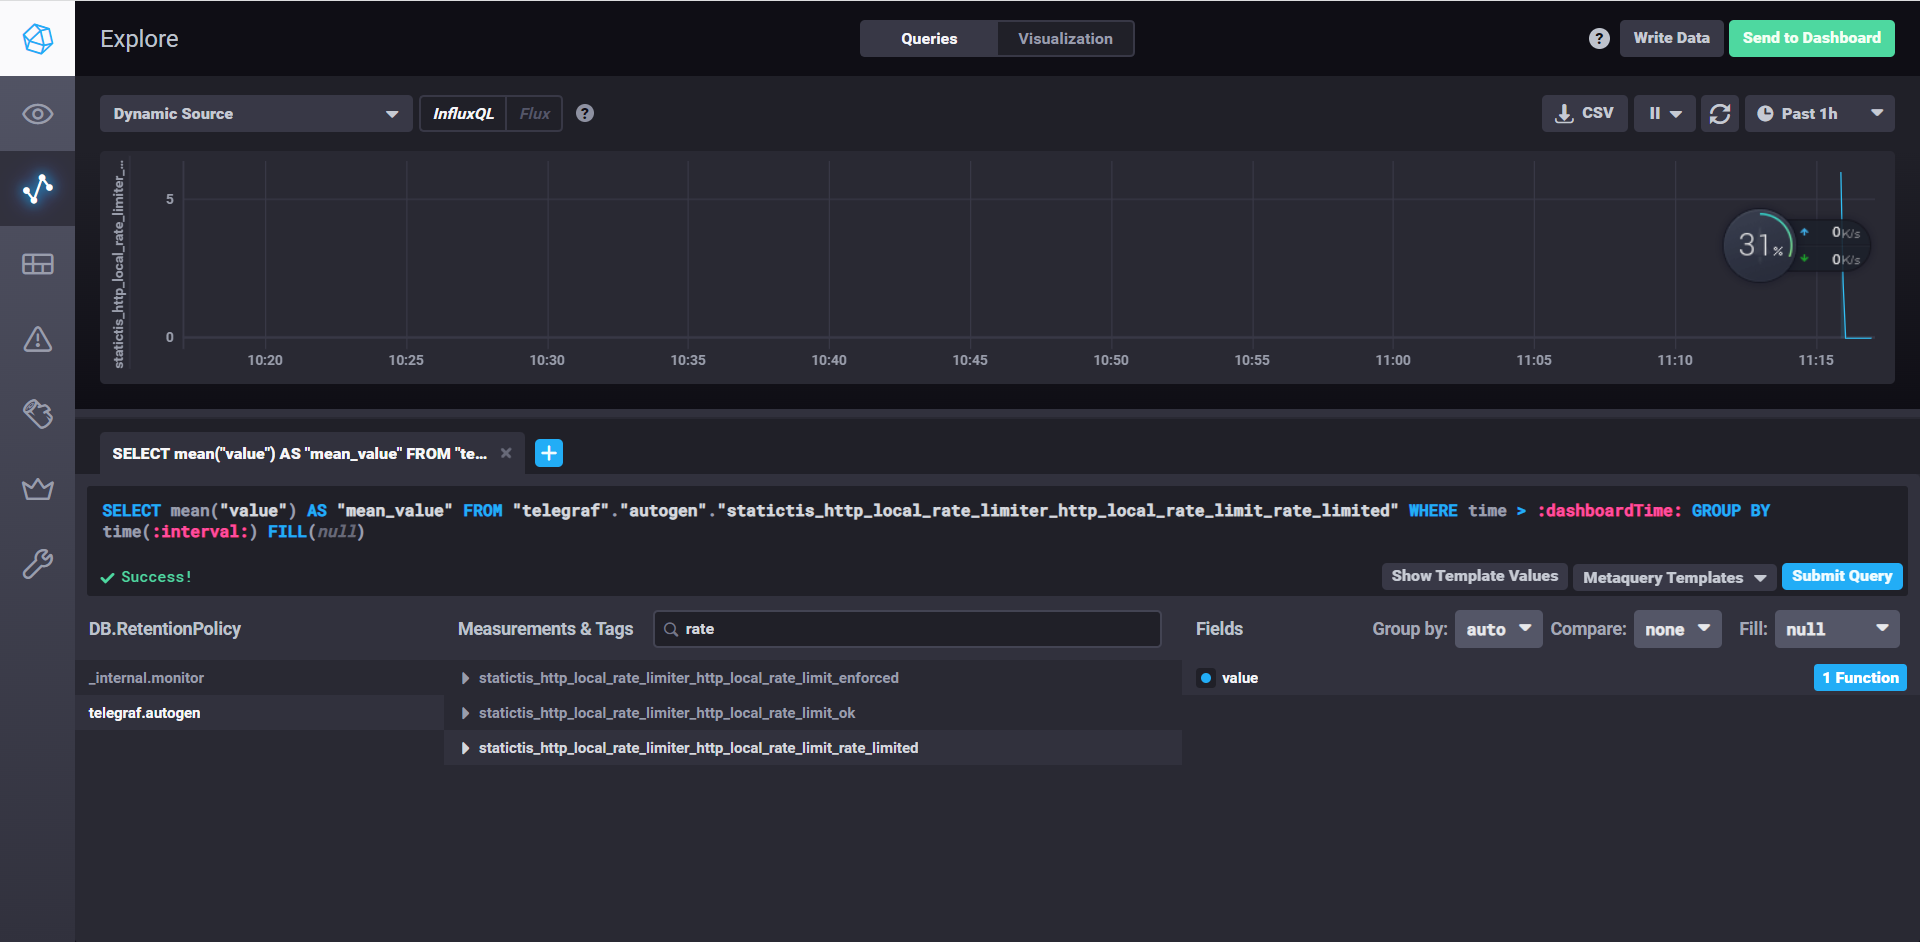 Explore
Queries
Visualization
?
Write Data
Send to Dashboard
Dynamic Source
InfluxQL
Flux
?
CSV
Past 1h
statictis_http_local_rate_limiter_...
5
0
10:20
10:25
10:30
10:35
10:40
10:45
10:50
10:55
11:00
11:05
11:10
11:15
31%
0K/s
0K/s
SELECT mean("value") AS "mean_value" FROM "te...
SELECT mean("value") AS "mean_value" FROM "telegraf"."autogen"."statictis_http_local_rate_limiter_http_local_rate_limit_rate_limited" WHERE time > :dashboardTime: GROUP BY
time(:interval:) FILL(null)
Success!
Show Template Values
Metaquery Templates
Submit Query
DB.RetentionPolicy
Measurements & Tags
rate
Fields
Group by:
auto
Compare:
none
Fill:
null
_internal.monitor
statictis_http_local_rate_limiter_http_local_rate_limit_enforced
value
1 Function
telegraf.autogen
statictis_http_local_rate_limiter_http_local_rate_limit_ok
statictis_http_local_rate_limiter_http_local_rate_limit_rate_limited